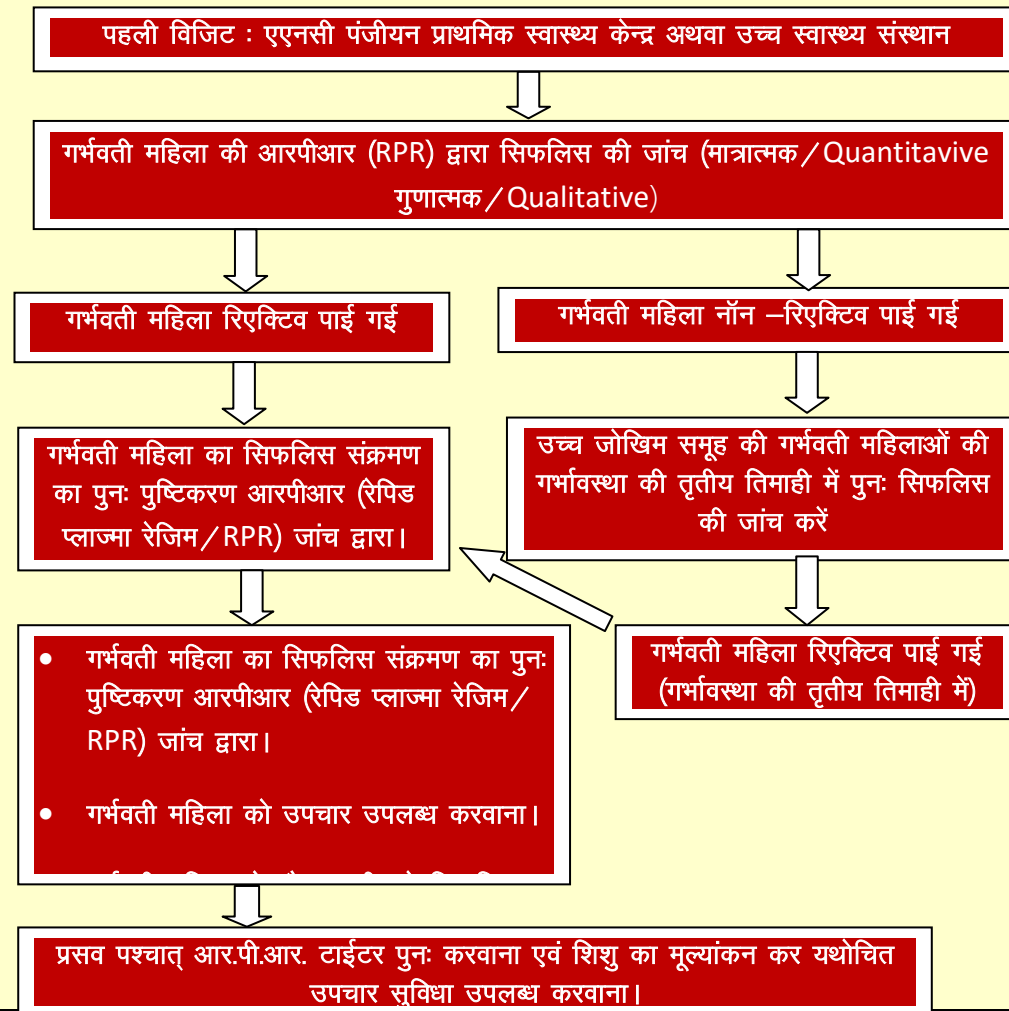 पहली विजिट : एएनसी पंजीयन प्राथमिक स्वास्थ्य केन्द्र अथवा उच्च स्वास्थ्य संस्थान
गर्भवती महिला की आरपीआर (RPR) द्वारा सिफलिस की जांच (मात्रात्मक/Quantitavive
गुणात्मक/Qualitative)
गर्भवती महिला रिएक्टिव पाई गई
गर्भवती महिला नॉन –रिएक्टिव पाई गई
गर्भवती महिला का सिफलिस संक्रमण
का पुनः पुष्टिकरण आरपीआर (रेपिड
प्लाज्मा रेजिम/RPR) जांच द्वारा।
उच्च जोखिम समूह की गर्भवती महिलाओं की
गर्भावस्था की तृतीय तिमाही में पुनः सिफलिस
की जांच करें
गर्भवती महिला रिएक्टिव पाई गई
(गर्भावस्था की तृतीय तिमाही में)
• गर्भवती महिला का सिफलिस संक्रमण का पुनः
पुष्टिकरण आरपीआर (रेपिड प्लाज्मा रेजिम/
RPR) जांच द्वारा।
• गर्भवती महिला को उपचार उपलब्ध करवाना।
प्रसव पश्चात् आर.पी.आर. टाईटर पुनः करवाना एवं शिशु का मूल्यांकन कर यथोचित
उपचार सुविधा उपलब्ध करवाना।